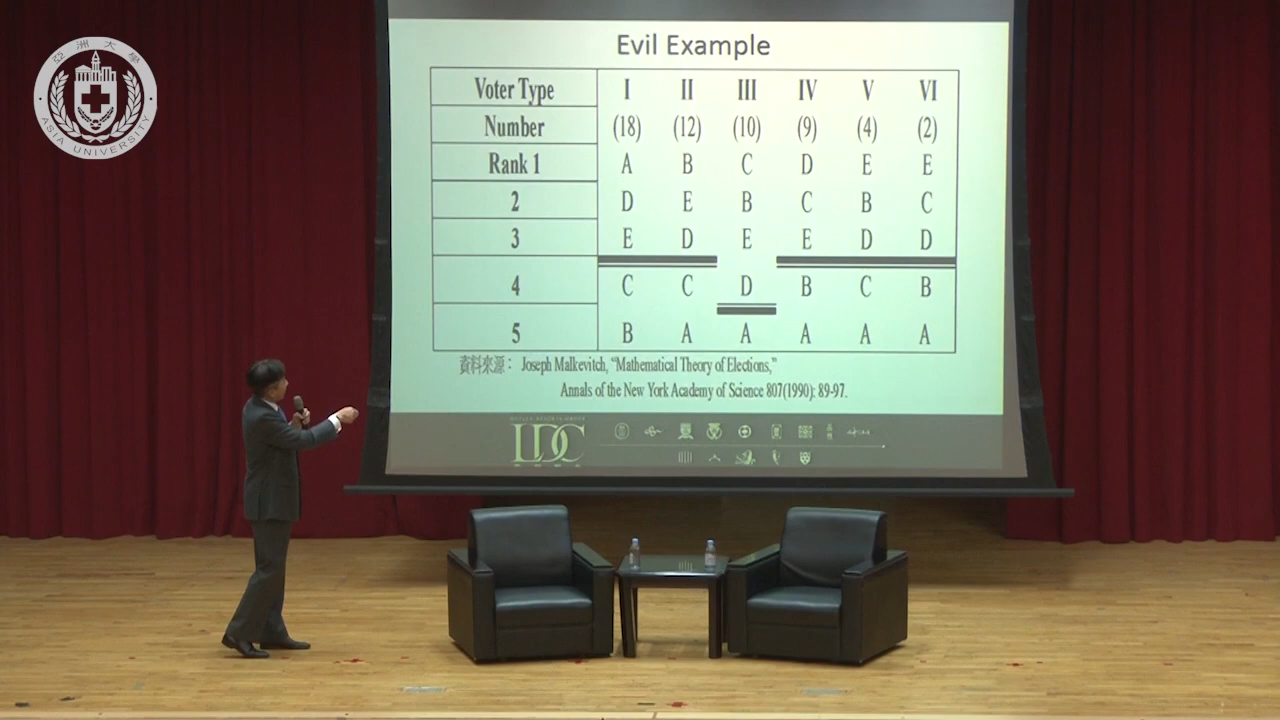 亞洲大學
ASIA UNIVERSITY
Evil Example
Voter Type I II III IV V VI
Number (18) (12) (10) (9) (4) (2)
Rank 1 A B C D E E
2 D E B C B C
3 E D E E D D
4 C C D B C B
5 B A A A A A
資料來源： Joseph Malkevitch, “Mathematical Theory of Elections,”
Annals of the New York Academy of Science 807(1990): 89-97.
LDC